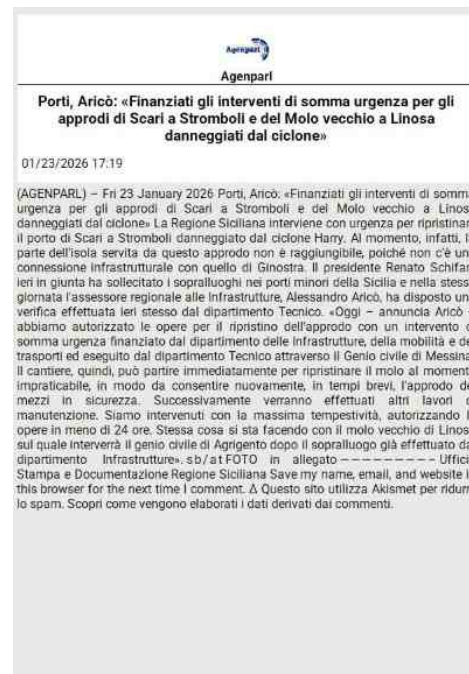 Agenparl
Agenparl
Porti, Aricò: «Finanziati gli interventi di somma urgenza per gli
approdi di Scari a Stromboli e del Molo vecchio a Linosa
danneggiati dal ciclone»
01/23/2026 17:19
(AGENPARL) – Fri 23 January 2026 Porti, Aricò: «Finanziati gli interventi di somm
urgenza per gli approdi di Scari a Stromboli e del Molo vecchio a Linos
danneggiati dal ciclone» La Regione Siciliana interviene con urgenza per ripristinar
il porto di Scari a Stromboli danneggiato dal ciclone Harry. Al momento, infatti, l
parte dell'isola servita da questo approdo non è raggiungibile, poiché non c'è un
connessione infrastrutturale con quello di Ginostra. Il presidente Renato Schifan
ieri in giunta ha sollecitato i sopralluoghi nei porti minori della Sicilia e nella stess
giornata l'assessore regionale alle Infrastrutture, Alessandro Aricò, ha disposto un
verifica effettuata ieri stesso dal dipartimento Tecnico. «Oggi – annuncia Aricò –
abbiamo autorizzato le opere per il ripristino dell'approdo con un intervento d
somma urgenza finanziato dal dipartimento delle Infrastrutture, della mobilità e de
trasporti ed eseguito dal dipartimento Tecnico attraverso il Genio civile di Messina
Il cantiere, quindi, può partire immediatamente per ripristinare il molo al moment
impraticabile, in modo da consentire nuovamente, in tempi brevi, l'approdo de
mezzi in sicurezza. Successivamente verranno effettuati altri lavori d
manutenzione. Siamo intervenuti con la massima tempestività, autorizzando l
opere in meno di 24 ore. Stessa cosa si sta facendo con il molo vecchio di Linos
sul quale interverrà il genio civile di Agrigento dopo il sopralluogo già effettuato da
dipartimento Infrastrutture». sb/at FOTO in allegato ————————— Uffici
Stampa e Documentazione Regione Siciliana Save my name, email, and website i
this browser for the next time I comment. Δ Questo sito utilizza Akismet per ridurr
lo spam. Scopri come vengono elaborati i dati derivati dai commenti.